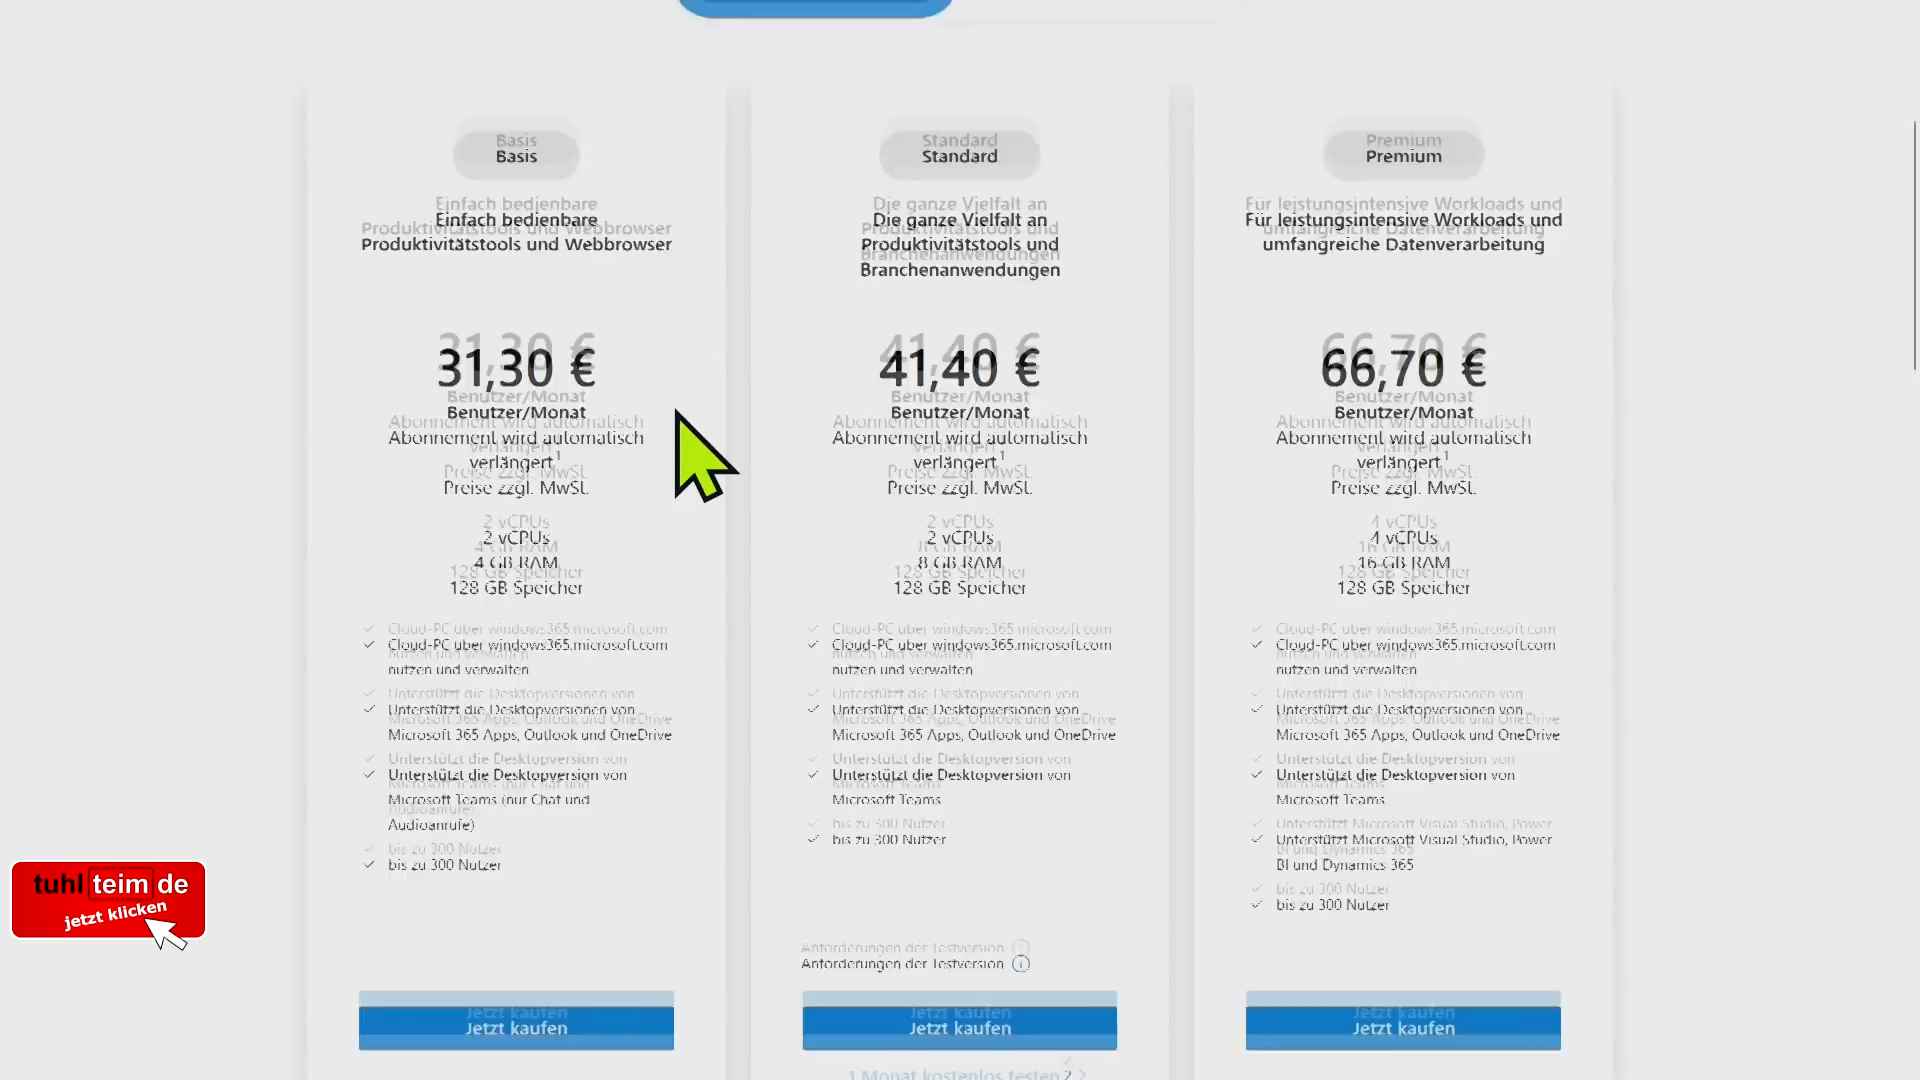 Basis
Einfach bedienbare
Produktivitätstools und Webbrowser
31,30 €
Benutzer/Monat
Abonnement wird automatisch
verlängert¹
Preise zzgl. MwSt.
2 vCPUs
4 GB RAM
128 GB Speicher
Cloud-PC über windows365.microsoft.com
nutzen und verwalten
Unterstützt die Desktopversionen von
Microsoft 365 Apps, Outlook und OneDrive
Unterstützt die Desktopversion von
Microsoft Teams (nur Chat und
Audioanrufe)
bis zu 300 Nutzer
Jetzt kaufen
Standard
Die ganze Vielfalt an
Produktivitätstools und
Branchenanwendungen
41,40 €
Benutzer/Monat
Abonnement wird automatisch
verlängert¹
Preise zzgl. MwSt.
2 vCPUs
8 GB RAM
128 GB Speicher
Cloud-PC über windows365.microsoft.com
nutzen und verwalten
Unterstützt die Desktopversionen von
Microsoft 365 Apps, Outlook und OneDrive
Unterstützt die Desktopversion von
Microsoft Teams
bis zu 300 Nutzer
Anforderungen der Testversion
Jetzt kaufen
1 Monat kostenlos testen ²
Premium
Für leistungsintensive Workloads und
umfangreiche Datenverarbeitung
66,70 €
Benutzer/Monat
Abonnement wird automatisch
verlängert¹
Preise zzgl. MwSt.
4 vCPUs
16 GB RAM
128 GB Speicher
Cloud-PC über windows365.microsoft.com
nutzen und verwalten
Unterstützt die Desktopversionen von
Microsoft 365 Apps, Outlook und OneDrive
Unterstützt die Desktopversion von
Microsoft Teams
Unterstützt Microsoft Visual Studio, Power
BI und Dynamics 365
bis zu 300 Nutzer
Jetzt kaufen
tuhl teim de
jetzt klicken